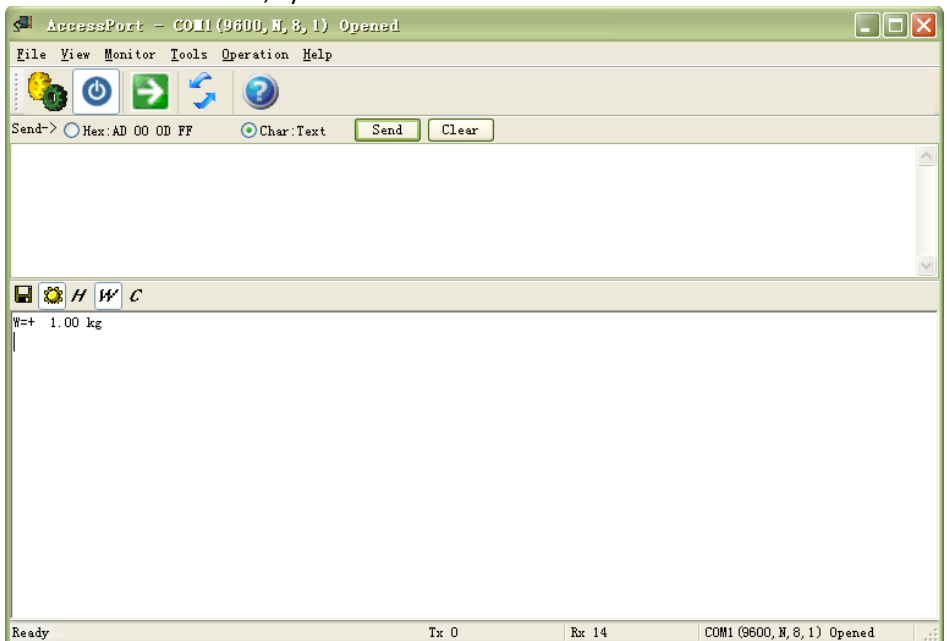 AccessPort - COM1(9600,N,8,1) Opened
File View Monitor Tools Operation Help
Send-> Hex:AD 00 0D FF Char:Text Send Clear
H W C
W=+ 1.00 kg
Ready Tx 0 Rx 14 COM1 (9600,N,8,1) Opened